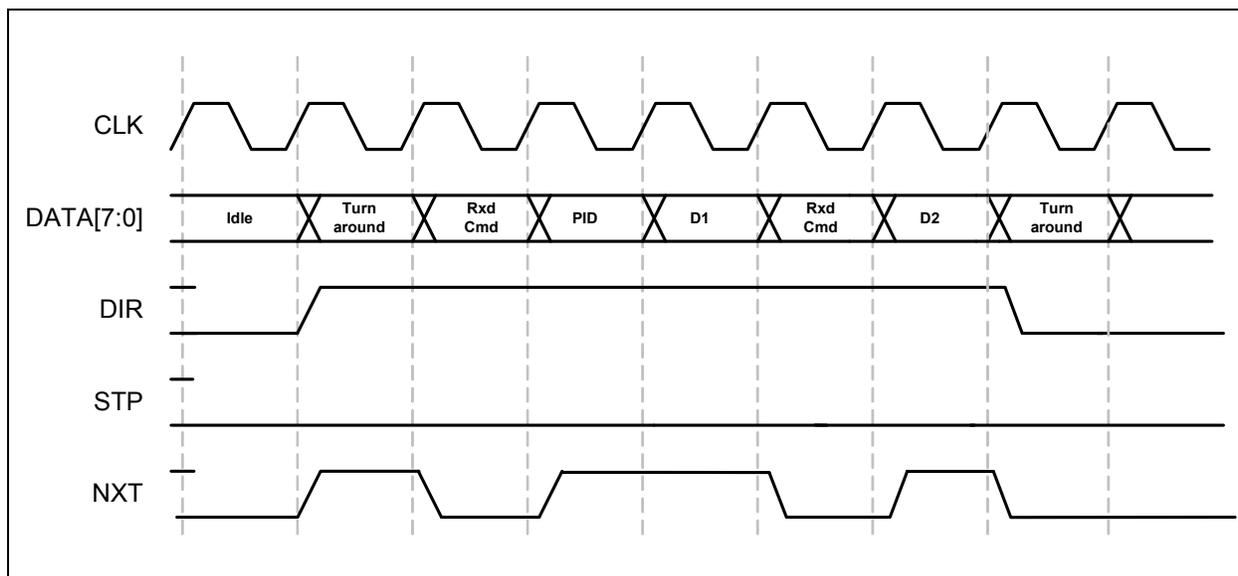 CLK
DATA[7:0]
Idle
Turn
around
Rxd
Cmd
PID
D1
Rxd
Cmd
D2
Turn
around
DIR
STP
NXT